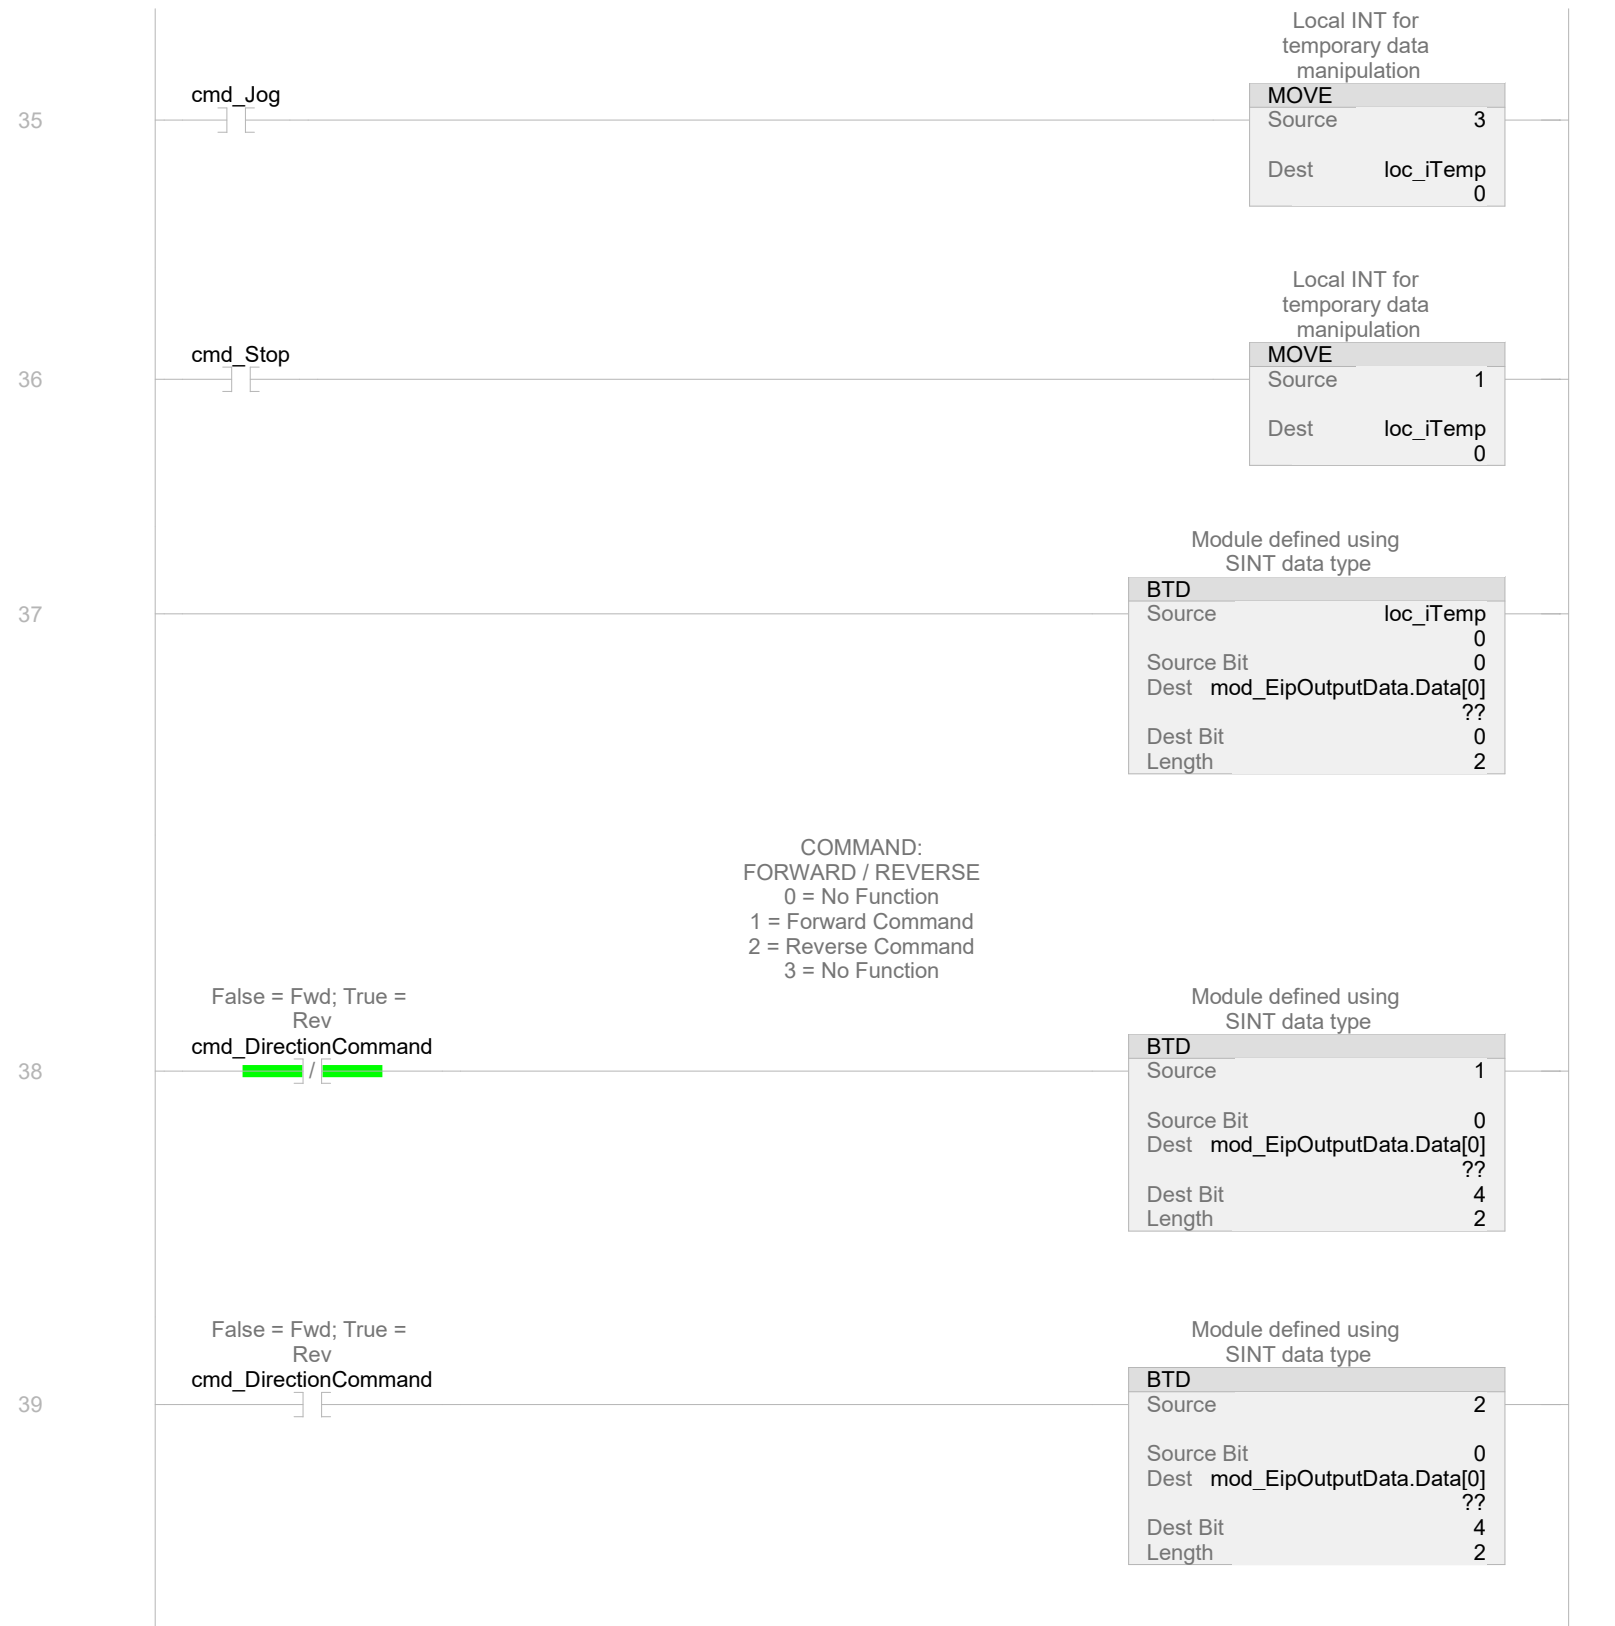 Local INT for
temporary data
manipulation
cmd_Jog
MOVE
35
Source 3
Dest loc_iTemp
0
Local INT for
temporary data
manipulation
cmd_Stop
MOVE
36
Source 1
Dest loc_iTemp
0
Module defined using
SINT data type
BTD
37
Source loc_iTemp
0
Source Bit 0
Dest mod_EipOutputData.Data[0]
??
Dest Bit 0
Length 2
COMMAND:
FORWARD / REVERSE
0 = No Function
1 = Forward Command
2 = Reverse Command
3 = No Function
False = Fwd; True =
Rev
cmd_DirectionCommand
Module defined using
SINT data type
BTD
38
/
Source 1
Source Bit 0
Dest mod_EipOutputData.Data[0]
??
Dest Bit 4
Length 2
False = Fwd; True =
Rev
cmd_DirectionCommand
Module defined using
SINT data type
BTD
39
Source 2
Source Bit 0
Dest mod_EipOutputData.Data[0]
??
Dest Bit 4
Length 2